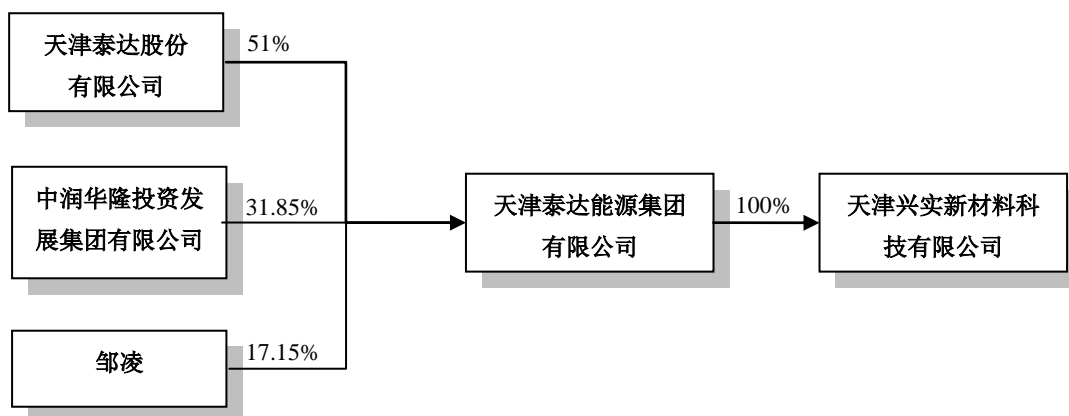 天津泰达股份
有限公司
51%
中润华隆投资发
展集团有限公司
31.85%
邹凌
17.15%
天津泰达能源集团
有限公司
100%
天津兴实新材料科
技有限公司